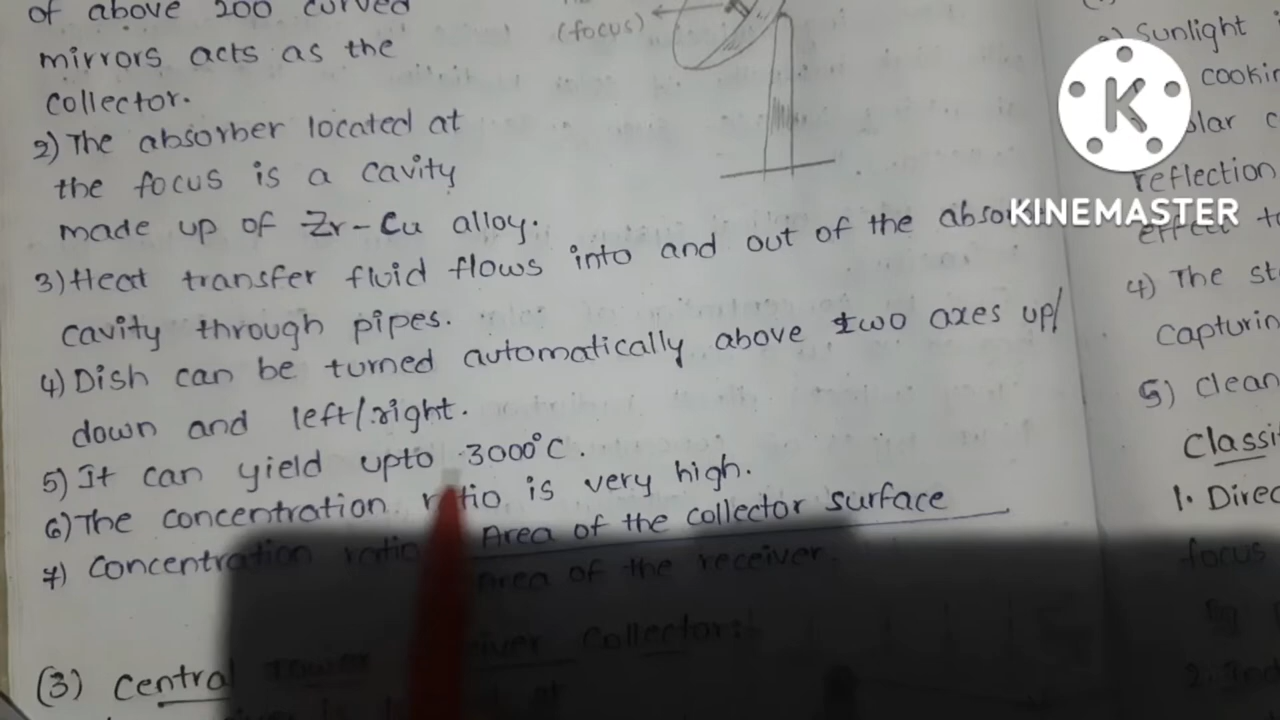 of above 200 curved
mirrors acts as the
collector.
2) The absorber located at
the focus is a cavity
made up of Zr-Cu alloy.
3) Heat transfer fluid flows into and out of the
cavity through pipes.
4) Dish can be turned automatically above two axes up/
down and left/right.
5) It can yield upto 3000°C.
6) The concentration ratio is very high.
7) Concentration ratio Area of the collector surface
Area of the receiver.
(3) Central Tower Collector:
(focus)
Sunlight
reflection
4) The
5) Clean
1. Direc
focus
KINEMASTER